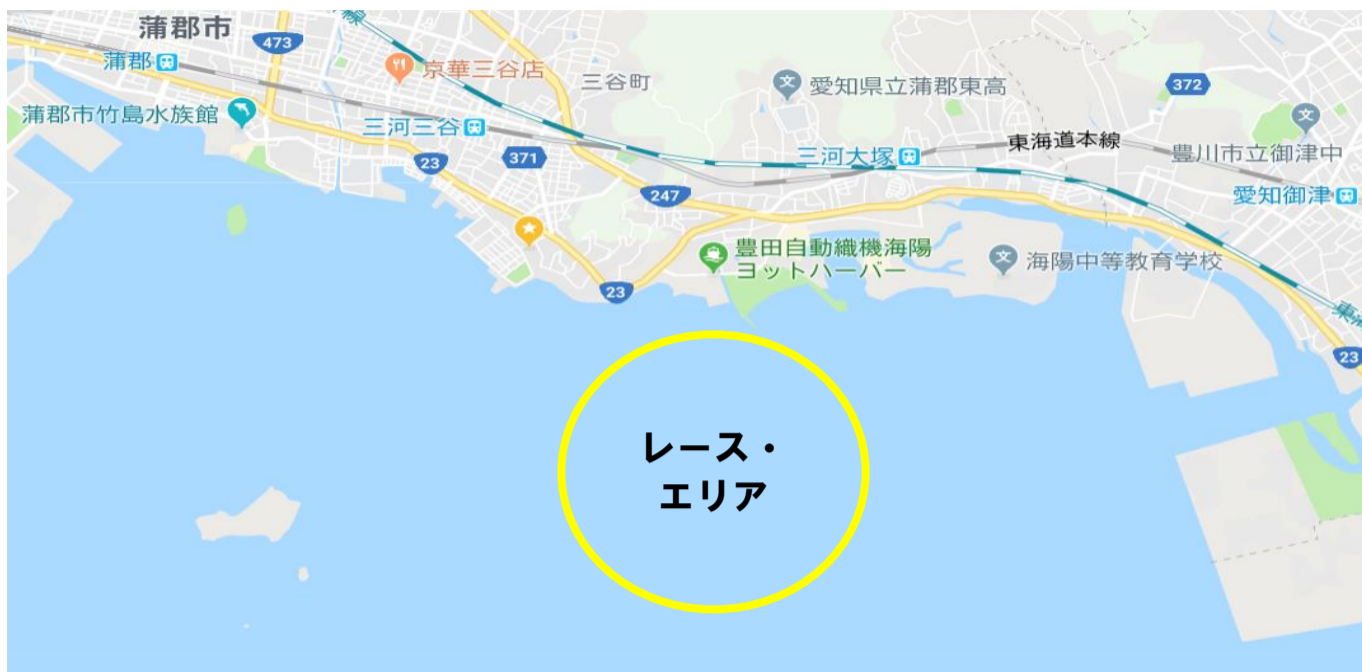 蒲郡市
473
蒲郡
京華三谷店
三谷町
愛知県立蒲郡東高
372
蒲郡市竹島水族館
三河三谷
23
371
三河大塚
東海道本線
豊川市立御津中
247
愛知御津
豊田自動織機海陽
ヨットハーバー
海陽中等教育学校
23
23
レース・
エリア